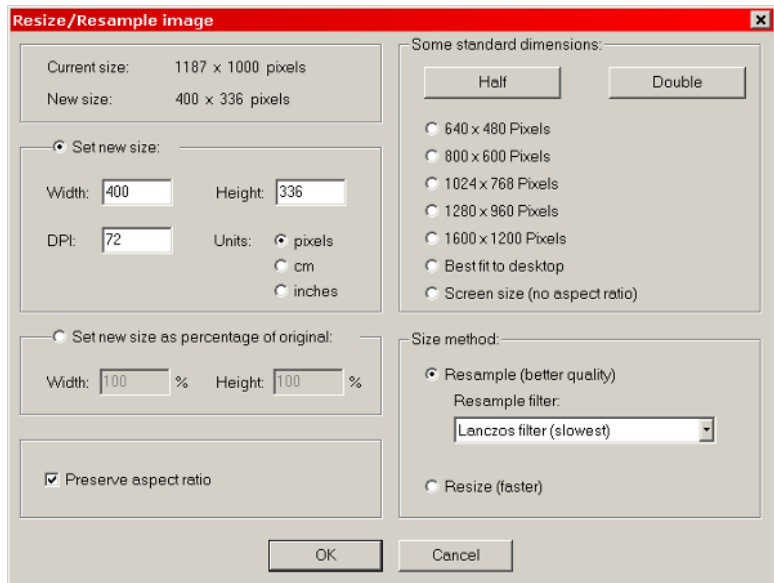 Resize/Resample image
Current size: 1187 x 1000 pixels
New size: 400 x 336 pixels
Set new size:
Width: 400 Height: 336
DPI: 72 Units: pixels
cm
inches
Set new size as percentage of original:
Width: 100 % Height: 100 %
Preserve aspect ratio
Some standard dimensions:
Half Double
640 x 480 Pixels
800 x 600 Pixels
1024 x 768 Pixels
1280 x 960 Pixels
1600 x 1200 Pixels
Best fit to desktop
Screen size (no aspect ratio)
Size method:
Resample (better quality)
Resample filter:
Lanczos filter (slowest)
Resize (faster)
OK Cancel